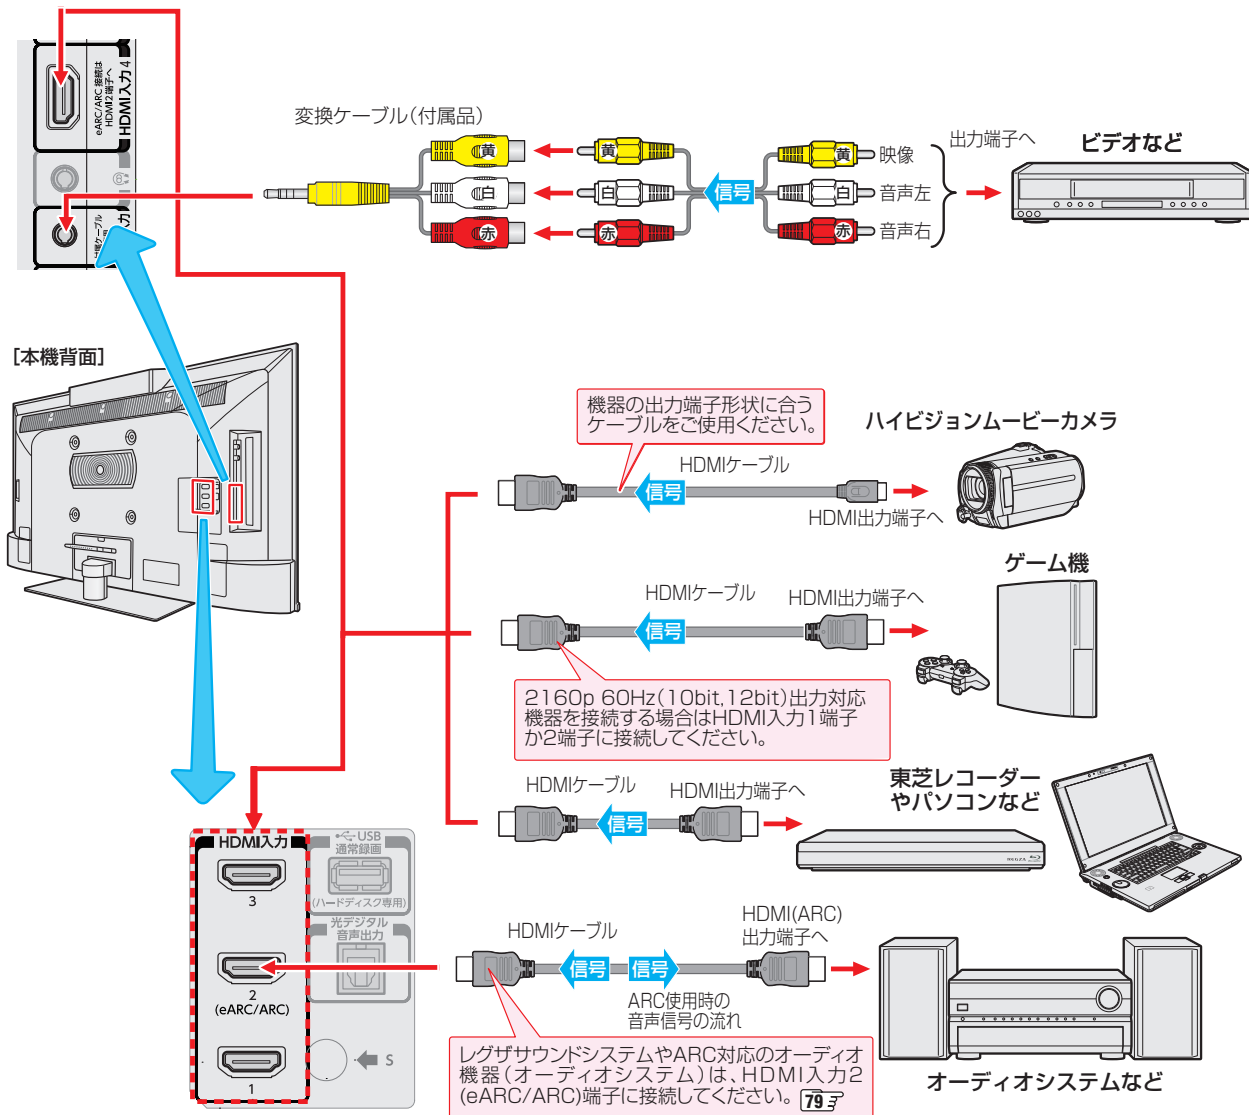 eARC/ARC 接続は
HDMI2 端子へ
HDMI入力 4
変換ケーブル（付属品）
黄
白
赤
黄
白
赤
信号
黄
白
赤
映像
音声左
音声右
出力端子へ
ビデオなど
［本機背面］
機器の出力端子形状に合う
ケーブルをご使用ください。
ハイビジョンムービーカメラ
HDMIケーブル
信号
HDMI出力端子へ
ゲーム機
HDMIケーブル
HDMI出力端子へ
信号
2160p 60Hz（10bit,12bit）出力対応
機器を接続する場合はHDMI入力1端子
か2端子に接続してください。
HDMIケーブル
HDMI出力端子へ
信号
東芝レコーダー
やパソコンなど
REGZA
HDMI入力
3
2
(eARC/ARC)
1
USB
通常録画
(ハードディスク専用)
光デジタル
音声出力
S
HDMIケーブル
HDMI(ARC)
出力端子へ
信号
信号
ARC使用時の
音声信号の流れ
レグザサウンドシステムやARC対応のオーディオ
機器（オーディオシステム）は、HDMI入力2
(eARC/ARC)端子に接続してください。 79
オーディオシステムなど